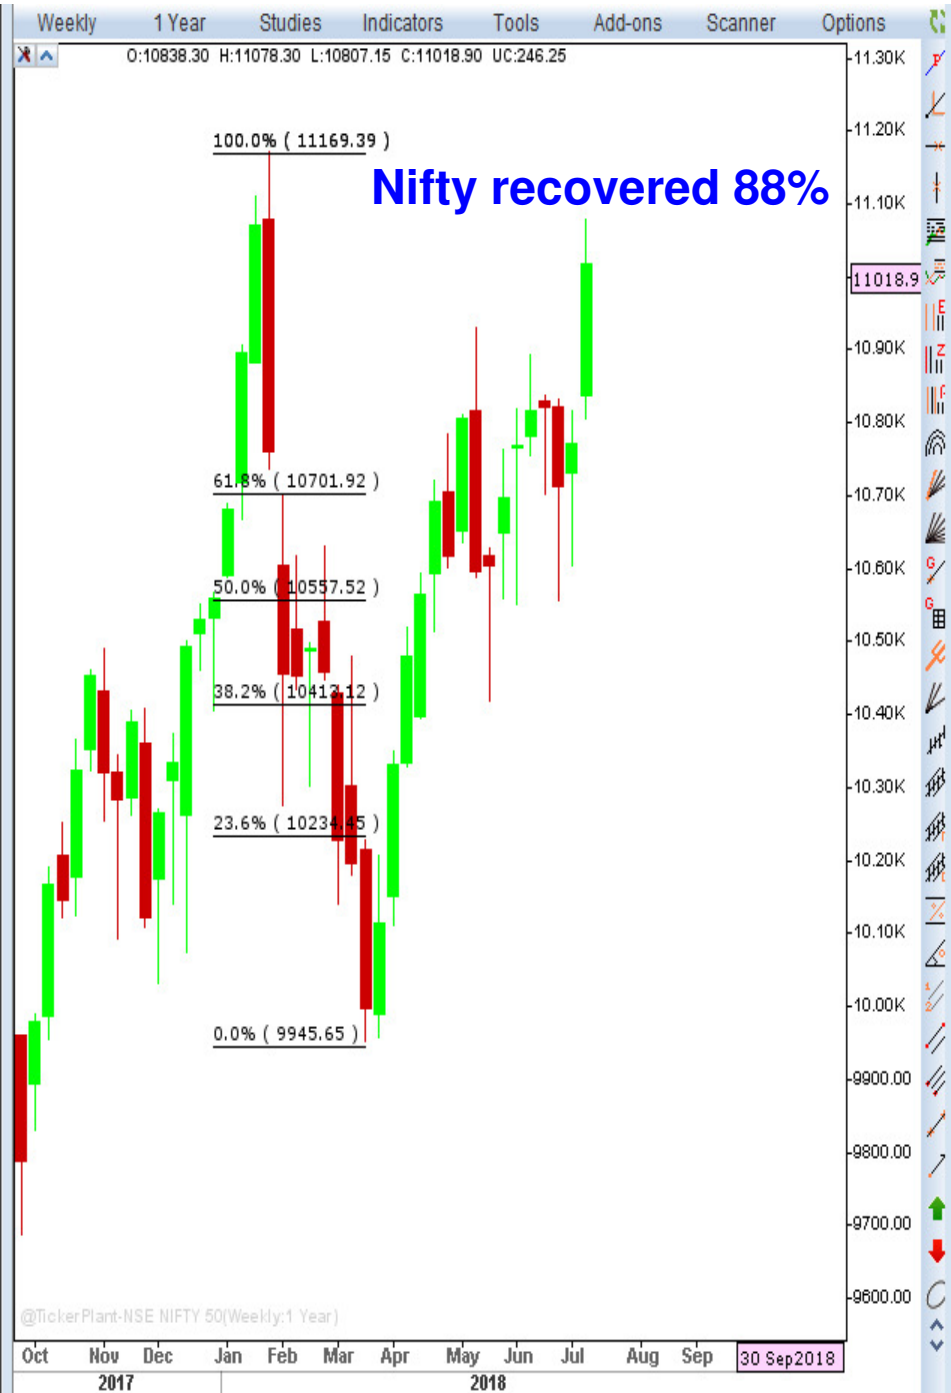 Weekly 1 Year Studies Indicators Tools Add-ons Scanner Options
O:10838.30 H:11078.30 L:10807.15 C:11018.90 UC:246.25
11.30K
100.0% ( 11169.39 )
11.20K
Nifty recovered 88%
11.10K
11018.9
10.90K
10.80K
61.8% ( 10701.92 )
10.70K
50.0% ( 10557.52 )
10.60K
10.50K
38.2% ( 10413.12 )
10.40K
10.30K
23.6% ( 10234.45 )
10.20K
10.10K
10.00K
0.0% ( 9945.65 )
9900.00
9800.00
9700.00
9600.00
@TickerPlant-NSE NIFTY 50(Weekly:1 Year)
Oct Nov Dec Jan Feb Mar Apr May Jun Jul Aug Sep 30 Sep2018
2017 2018